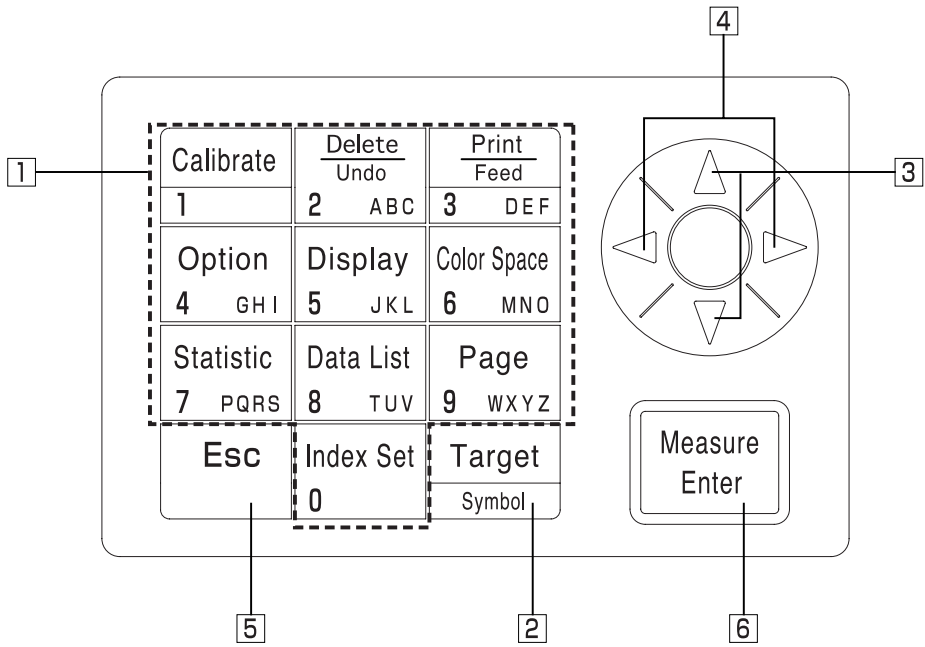 4
1
3
Calibrate
1
Delete
Undo
2 ABC
Print
Feed
3 DEF
Option
4 GHI
Display
5 JKL
Color Space
6 MNO
Statistic
7 PQRS
Data List
8 TUV
Page
9 WXYZ
Esc
Index Set
0
Target
Symbol
Measure
Enter
5
2
6